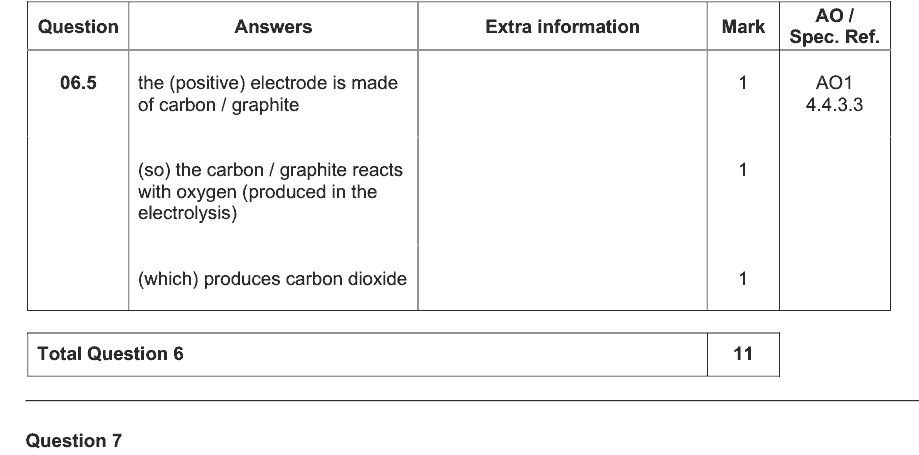 Question Answers Extra information Mark AO /
Spec. Ref.
06.5 the (positive) electrode is made 1 AO1
of carbon / graphite 4.4.3.3
(so) the carbon / graphite reacts 1
with oxygen (produced in the
electrolysis)
(which) produces carbon dioxide 1
Total Question 6 11
Question 7